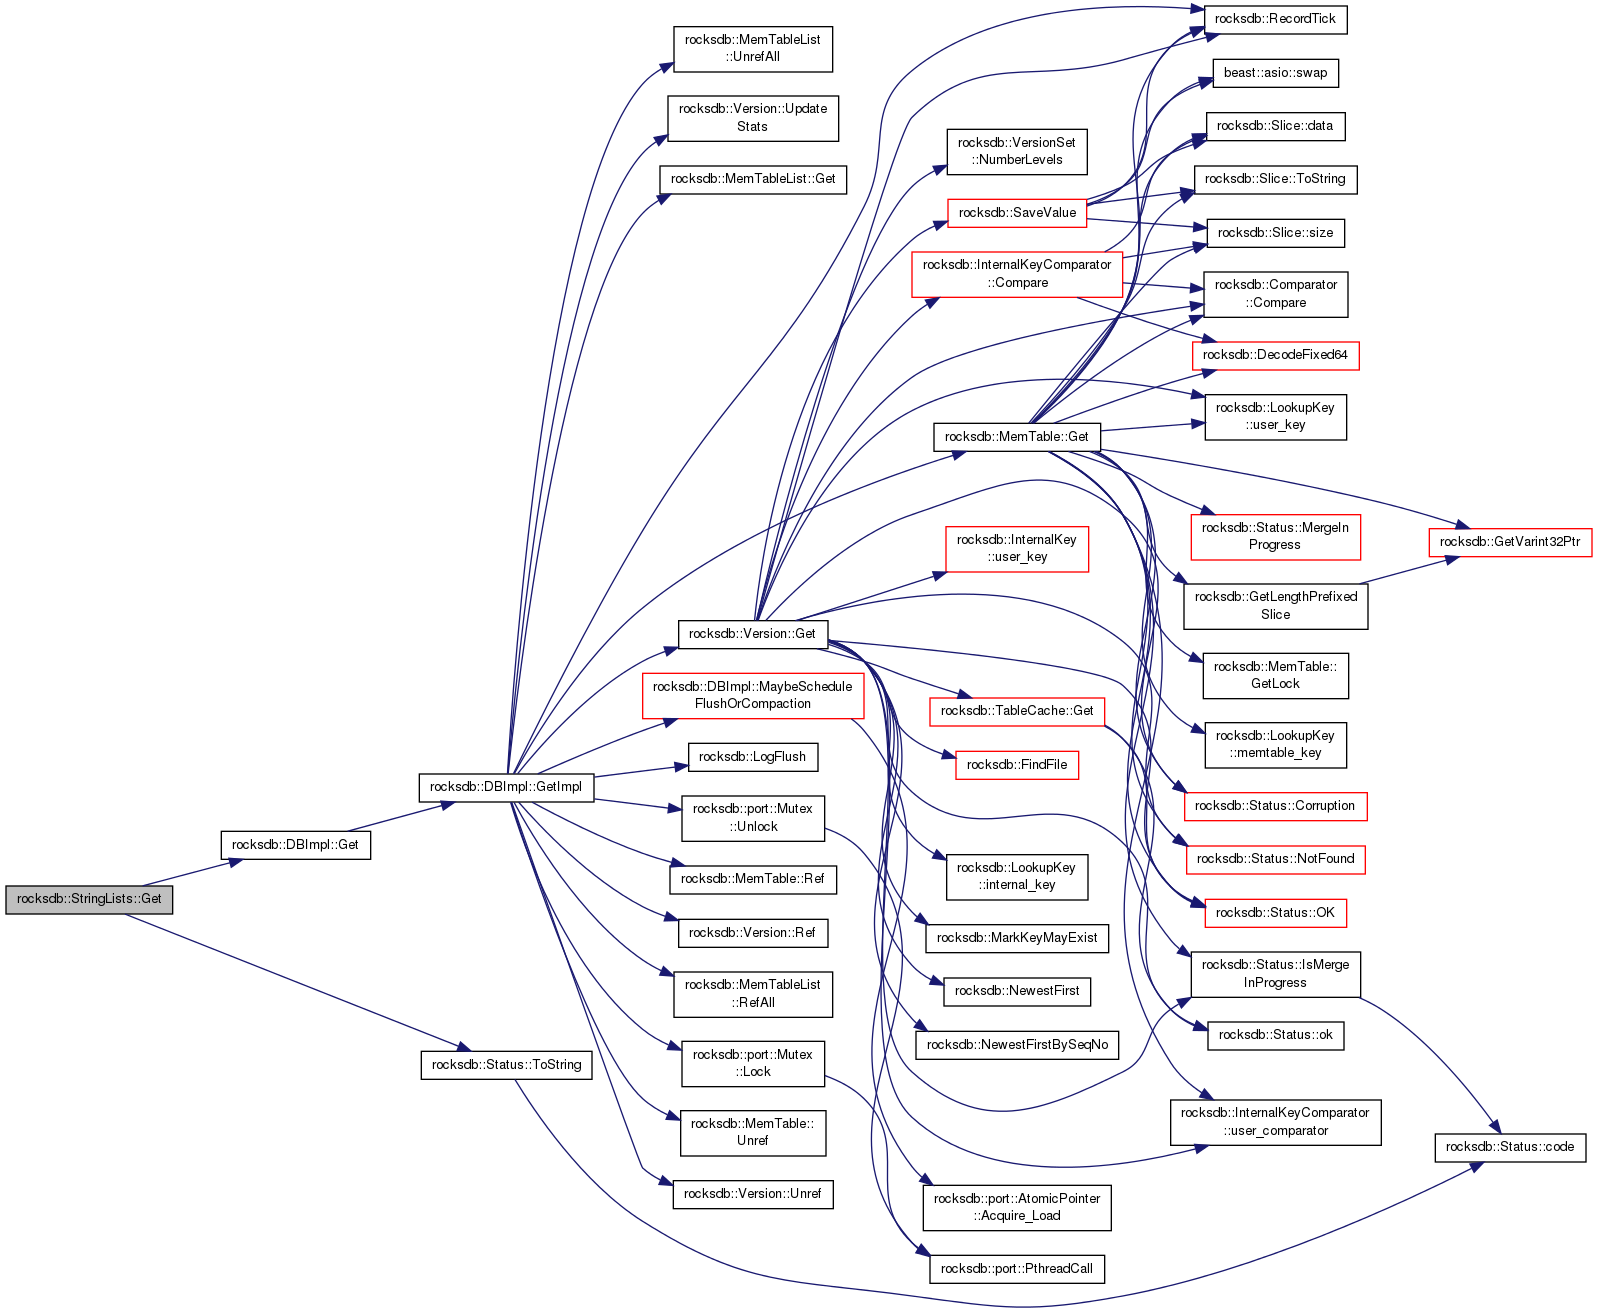 rocksdb::StringLists::Get
rocksdb::DBImpl::Get
rocksdb::Status::ToString
rocksdb::DBImpl::GetImpl
rocksdb::MemTableList
::UnrefAll
rocksdb::Version::Update
Stats
rocksdb::MemTableList::Get
rocksdb::Version::Get
rocksdb::DBImpl::MaybeSchedule
FlushOrCompaction
rocksdb::LogFlush
rocksdb::port::Mutex
::Unlock
rocksdb::MemTable::Ref
rocksdb::Version::Ref
rocksdb::MemTableList
::RefAll
rocksdb::port::Mutex
::Lock
rocksdb::MemTable::
Unref
rocksdb::Version::Unref
rocksdb::VersionSet
::NumberLevels
rocksdb::SaveValue
rocksdb::InternalKeyComparator
::Compare
rocksdb::MemTable::Get
rocksdb::InternalKey
::user_key
rocksdb::TableCache::Get
rocksdb::FindFile
rocksdb::LookupKey
::internal_key
rocksdb::MarkKeyMayExist
rocksdb::NewestFirst
rocksdb::NewestFirstBySeqNo
rocksdb::port::AtomicPointer
::Acquire_Load
rocksdb::port::PthreadCall
rocksdb::RecordTick
beast::asio::swap
rocksdb::Slice::data
rocksdb::Slice::ToString
rocksdb::Slice::size
rocksdb::Comparator
::Compare
rocksdb::DecodeFixed64
rocksdb::LookupKey
::user_key
rocksdb::Status::MergeIn
Progress
rocksdb::GetLengthPrefixed
Slice
rocksdb::MemTable::
GetLock
rocksdb::LookupKey
::memtable_key
rocksdb::Status::Corruption
rocksdb::Status::NotFound
rocksdb::Status::OK
rocksdb::Status::IsMerge
InProgress
rocksdb::Status::ok
rocksdb::InternalKeyComparator
::user_comparator
rocksdb::GetVarint32Ptr
rocksdb::Status::code